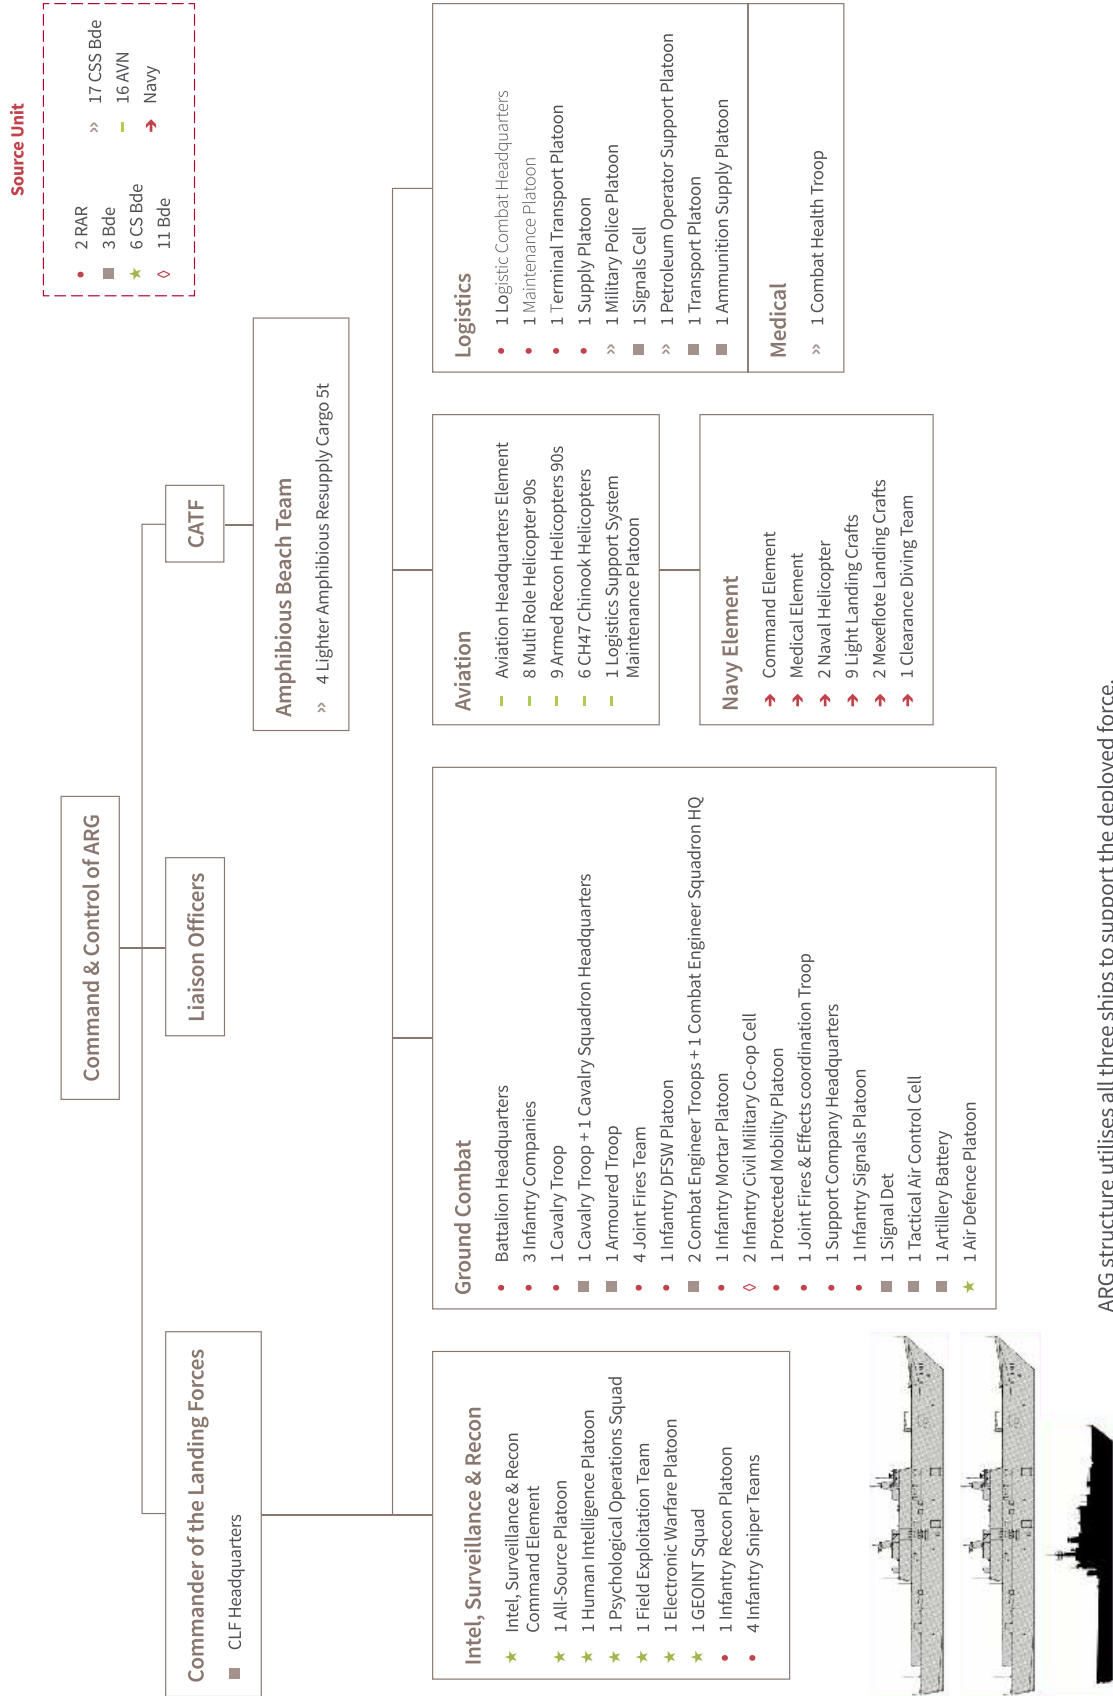 Source Unit
2 RAR
3 Bde
6 CS Bde
11 Bde
17 CSS Bde
16 AVN
Navy
Command & Control of ARG
Commander of the Landing Forces
CLF Headquarters
Liaison Officers
CATF
Amphibious Beach Team
4 Lighter Amphibious Resupply Cargo 5t
Intel, Surveillance & Recon
Intel, Surveillance & Recon
Command Element
1 All-Source Platoon
1 Human Intelligence Platoon
1 Psychological Operations Squad
1 Field Exploitation Team
1 Electronic Warfare Platoon
1 GEOINT Squad
1 Infantry Recon Platoon
4 Infantry Sniper Teams
Ground Combat
Battalion Headquarters
3 Infantry Companies
1 Cavalry Troop
1 Cavalry Troop + 1 Cavalry Squadron Headquarters
1 Armoured Troop
4 Joint Fires Team
1 Infantry DFSW Platoon
2 Combat Engineer Troops + 1 Combat Engineer Squadron HQ
1 Infantry Mortar Platoon
2 Infantry Civil Military Co-op Cell
1 Protected Mobility Platoon
1 Joint Fires & Effects coordination Troop
1 Support Company Headquarters
1 Infantry Signals Platoon
1 Signal Det
1 Tactical Air Control Cell
1 Artillery Battery
1 Air Defence Platoon
Aviation
Aviation Headquarters Element
8 Multi Role Helicopter 90s
9 Armed Recon Helicopters 90s
6 CH47 Chinook Helicopters
1 Logistics Support System
Maintenance Platoon
Navy Element
Command Element
Medical Element
2 Naval Helicopter
9 Light Landing Crafts
2 Mexeflote Landing Crafts
1 Clearance Diving Team
Logistics
1 Logistic Combat Headquarters
1 Maintenance Platoon
1 Terminal Transport Platoon
1 Supply Platoon
1 Military Police Platoon
1 Signals Cell
1 Petroleum Operator Support Platoon
1 Transport Platoon
1 Ammunition Supply Platoon
Medical
1 Combat Health Troop
ARG structure utilises all three ships to support the deployed force.